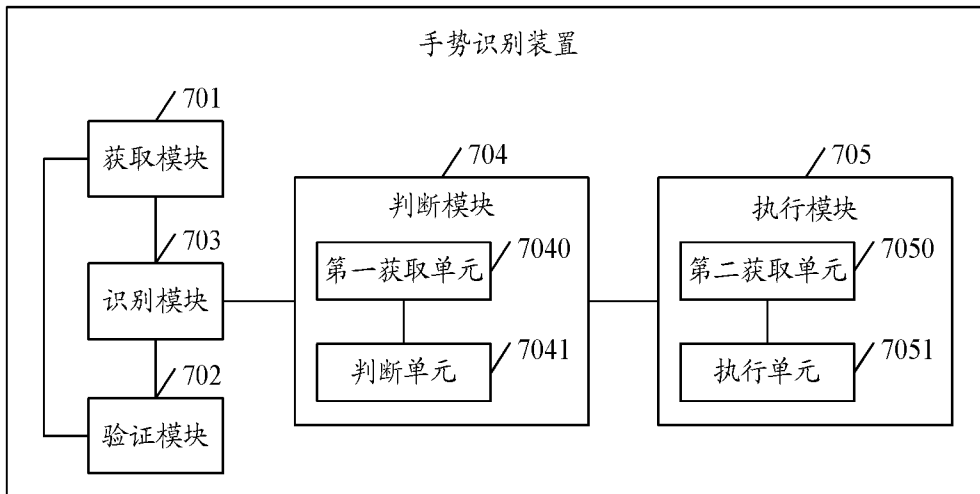 手势识别装置
701
获取模块
703
识别模块
702
验证模块
704
判断模块
第一获取单元
7040
判断单元
7041
705
执行模块
第二获取单元
7050
执行单元
7051